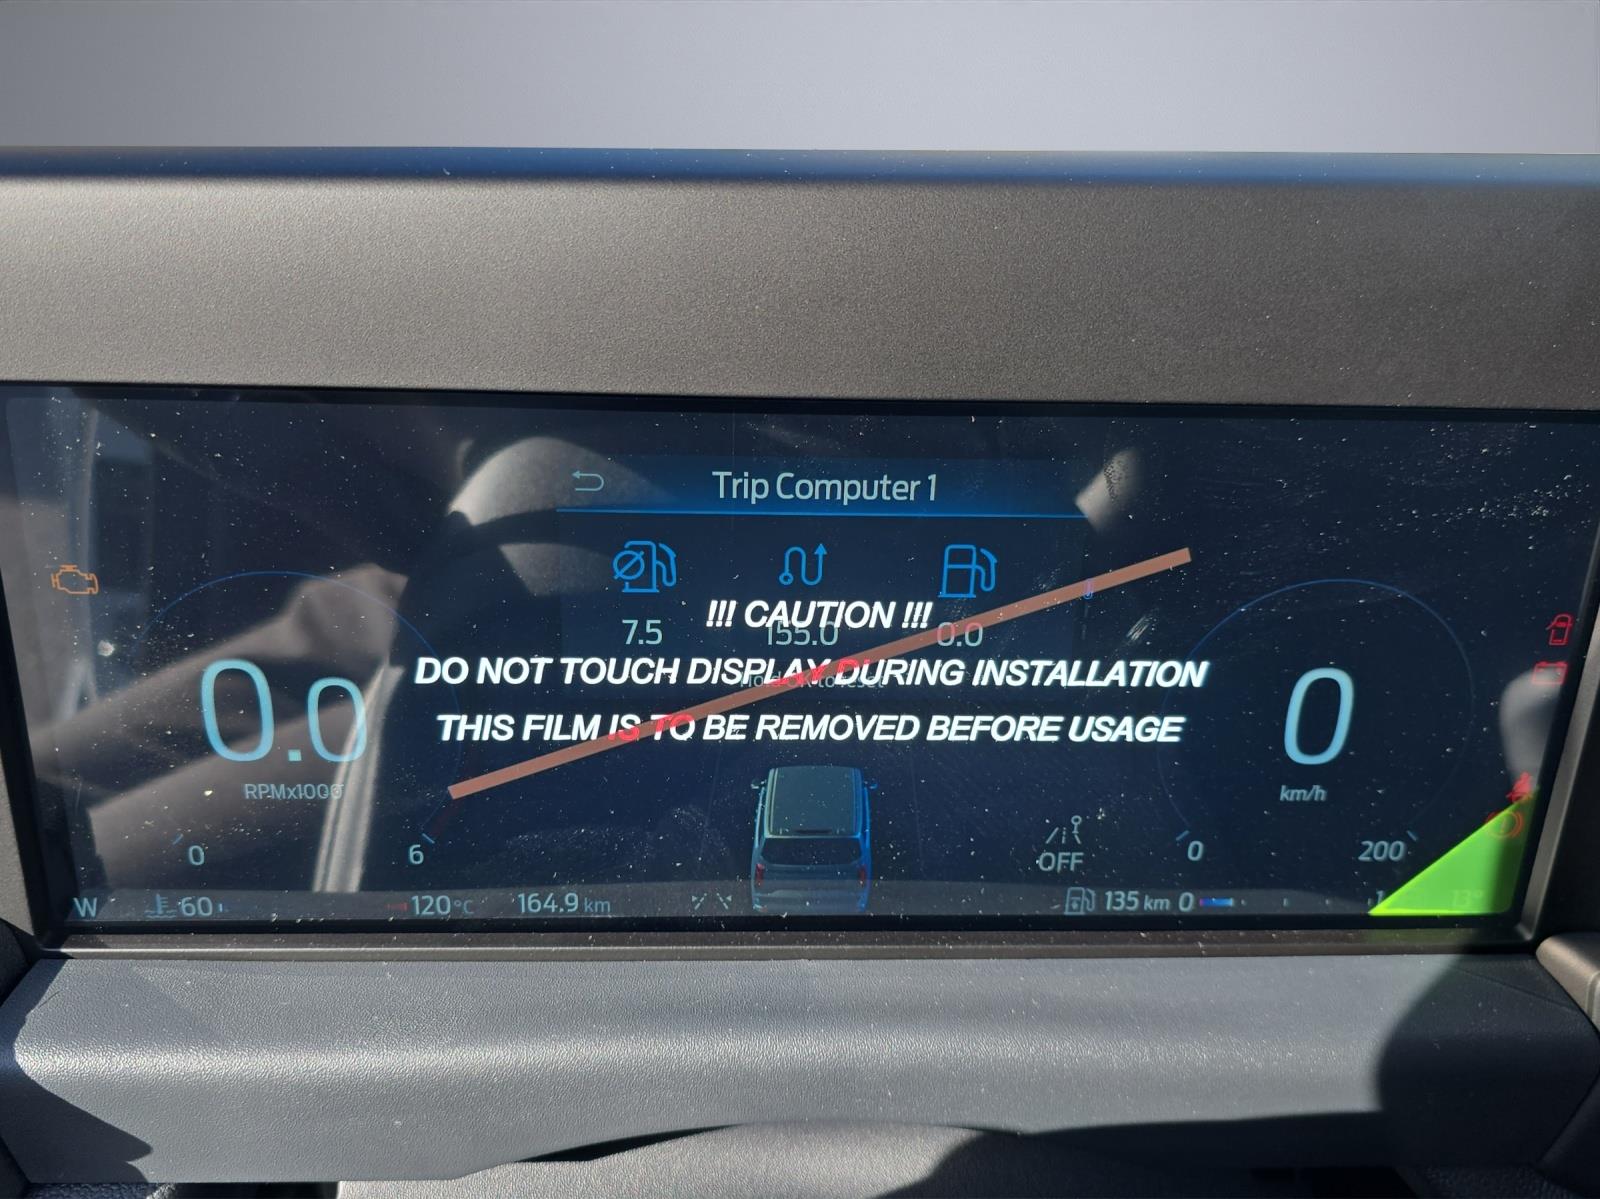 Trip Computer 1
7.5 155.0 0.0
!!! CAUTION !!!
DO NOT TOUCH DISPLAY DURING INSTALLATION
THIS FILM IS TO BE REMOVED BEFORE USAGE
0.0
RPMx1000
0 6
0
km/h
0 200
OFF
W 60 120°C 164.9 km 135 km 0